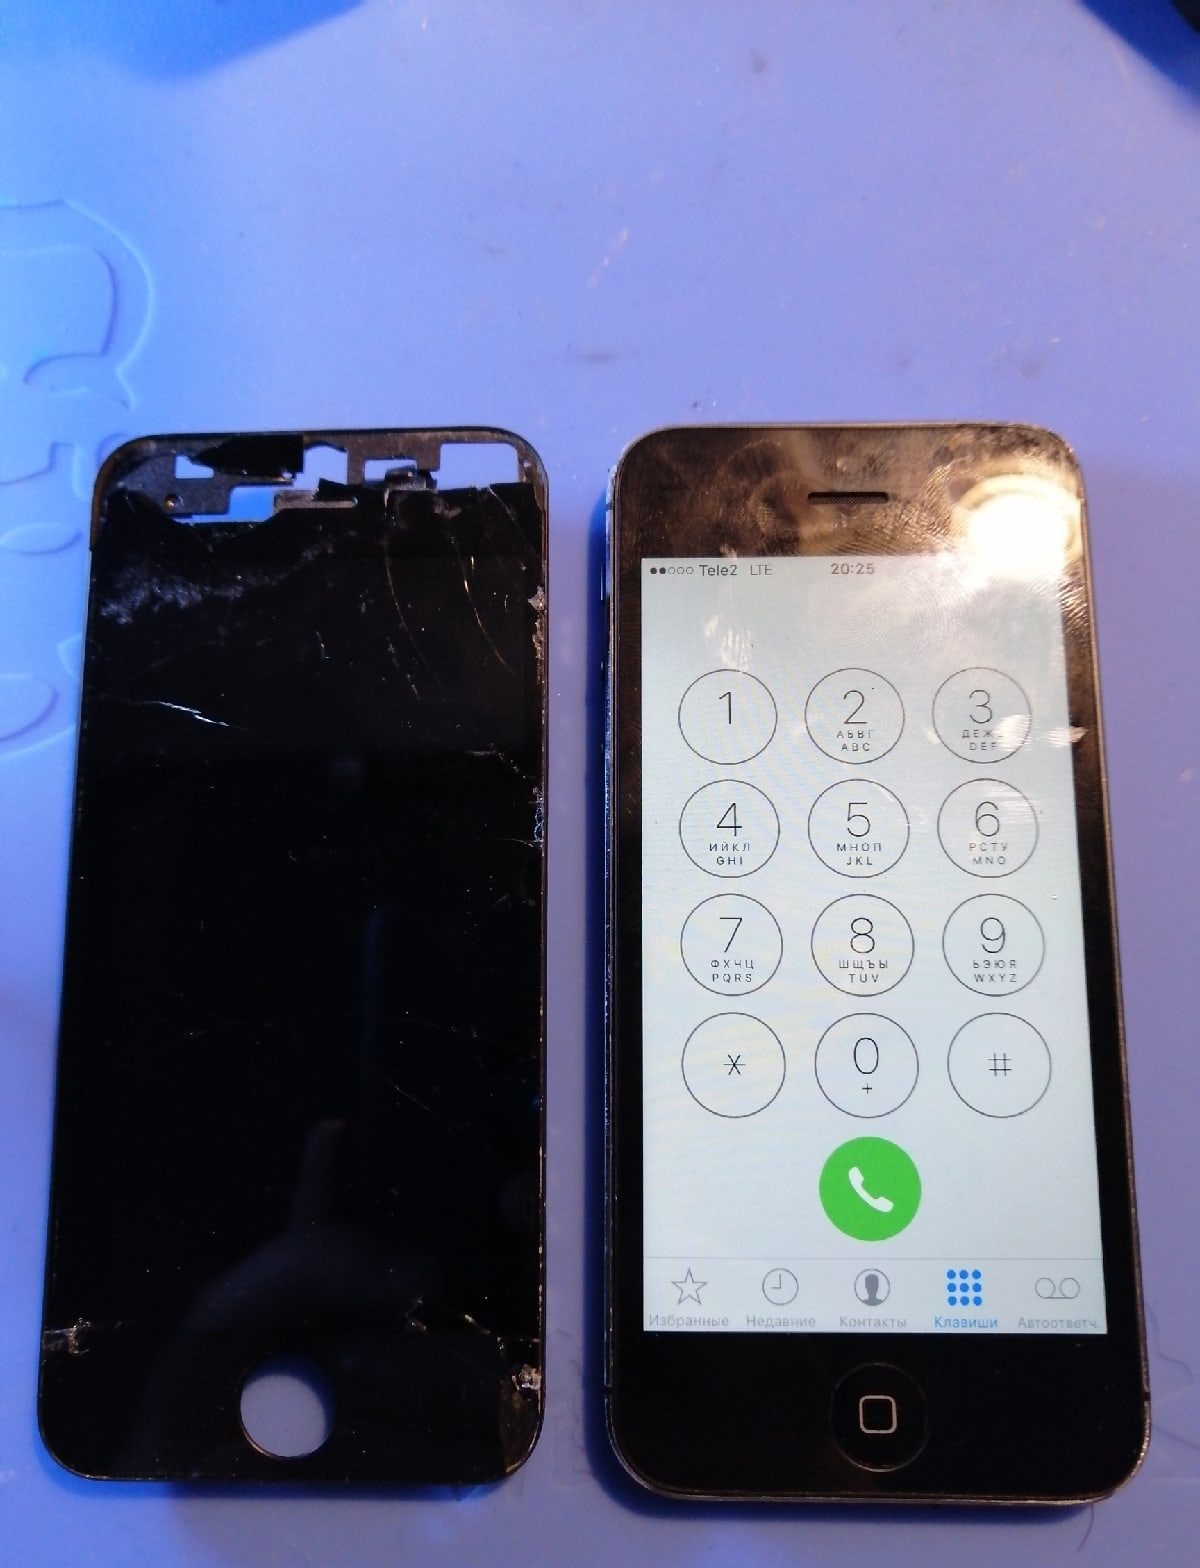 Tele2 LTE 20:25
1 2 3
АБВГ ДЕЖЗ
ABC DEF
4 5 6
ИЙКЛ МНОП РСТУ
GHI JKL MNO
7 8 9
ФХЧЦ ШЩЪЫ ЬЭЮЯ
PQRS TUV WXYZ
* 0 #
+
Избранные Недавние Контакты Клавиши Автоответч.